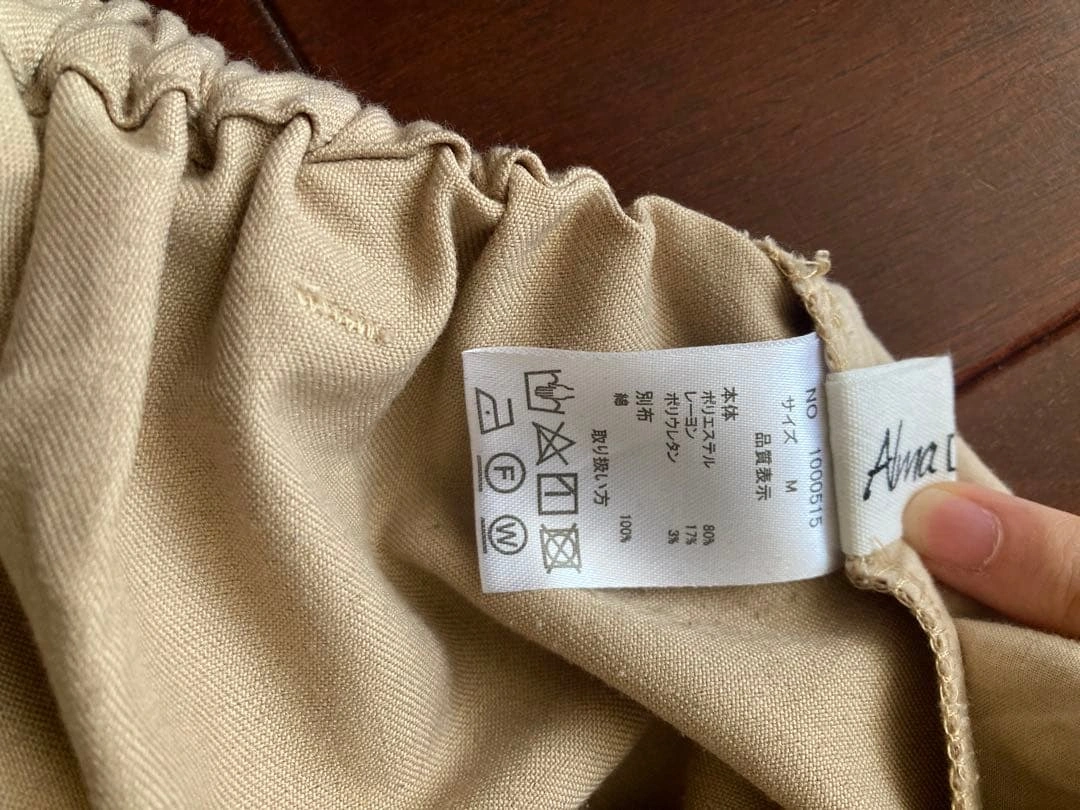 Alma
NO 1000515
サイズ M
品質表示
本体
ポリエステル 80%
レーヨン 17%
ポリウレタン 3%
別布
綿 100%
取り扱い方
F
W